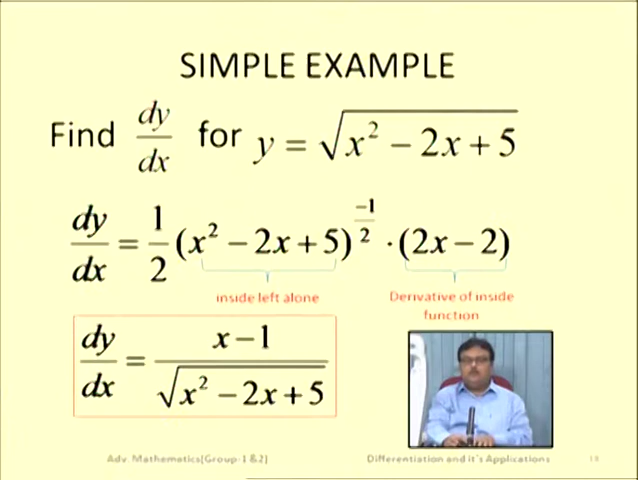 SIMPLE EXAMPLE
Find dy/dx for y = √(x² − 2x + 5)
dy/dx = 1/2 (x² − 2x + 5)^(−1/2) · (2x − 2)
inside left alone
Derivative of inside
function
dy/dx = (x − 1)/√(x² − 2x + 5)
Adv. Mathematics(Group-1 &2)
Differentiation and it's Applications